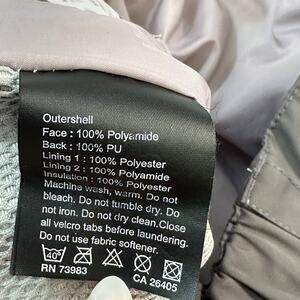 Outershell
Face : 100% Polyamide
Back : 100% PU
Lining 1 : 100% Polyester
Lining 2 : 100% Polyamide
Insulation : 100% Polyester
Machine wash, warm. Do not
bleach. Do not tumble dry. Do
not iron. Do not dry clean.Close
all velcro tabs before laundering.
Do not use fabric softener.
40°
RN 73983 CA 26405